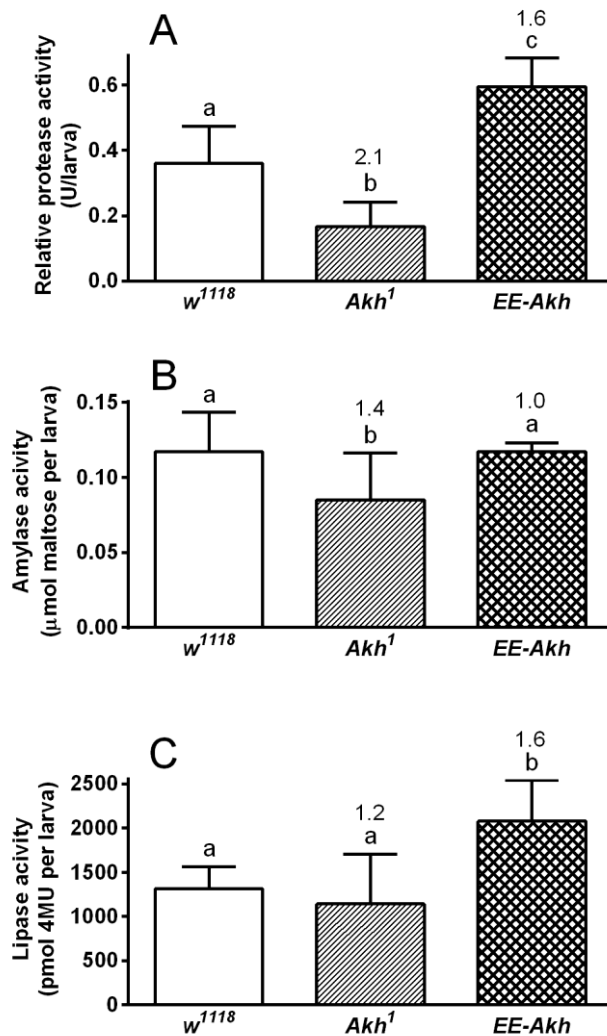 A
Relative protease activity
(U/larva)
0.6
0.4
0.2
0.0
a
2.1
b
1.6
c
w1118
Akh1
EE-Akh
B
Amylase acivity
(μmol maltose per larva)
0.15
0.10
0.05
0.00
a
1.4
b
1.0
a
w1118
Akh1
EE-Akh
C
Lipase activity
(pmol 4MU per larva)
2500
2000
1500
1000
500
0
a
1.2
a
1.6
b
w1118
Akh1
EE-Akh